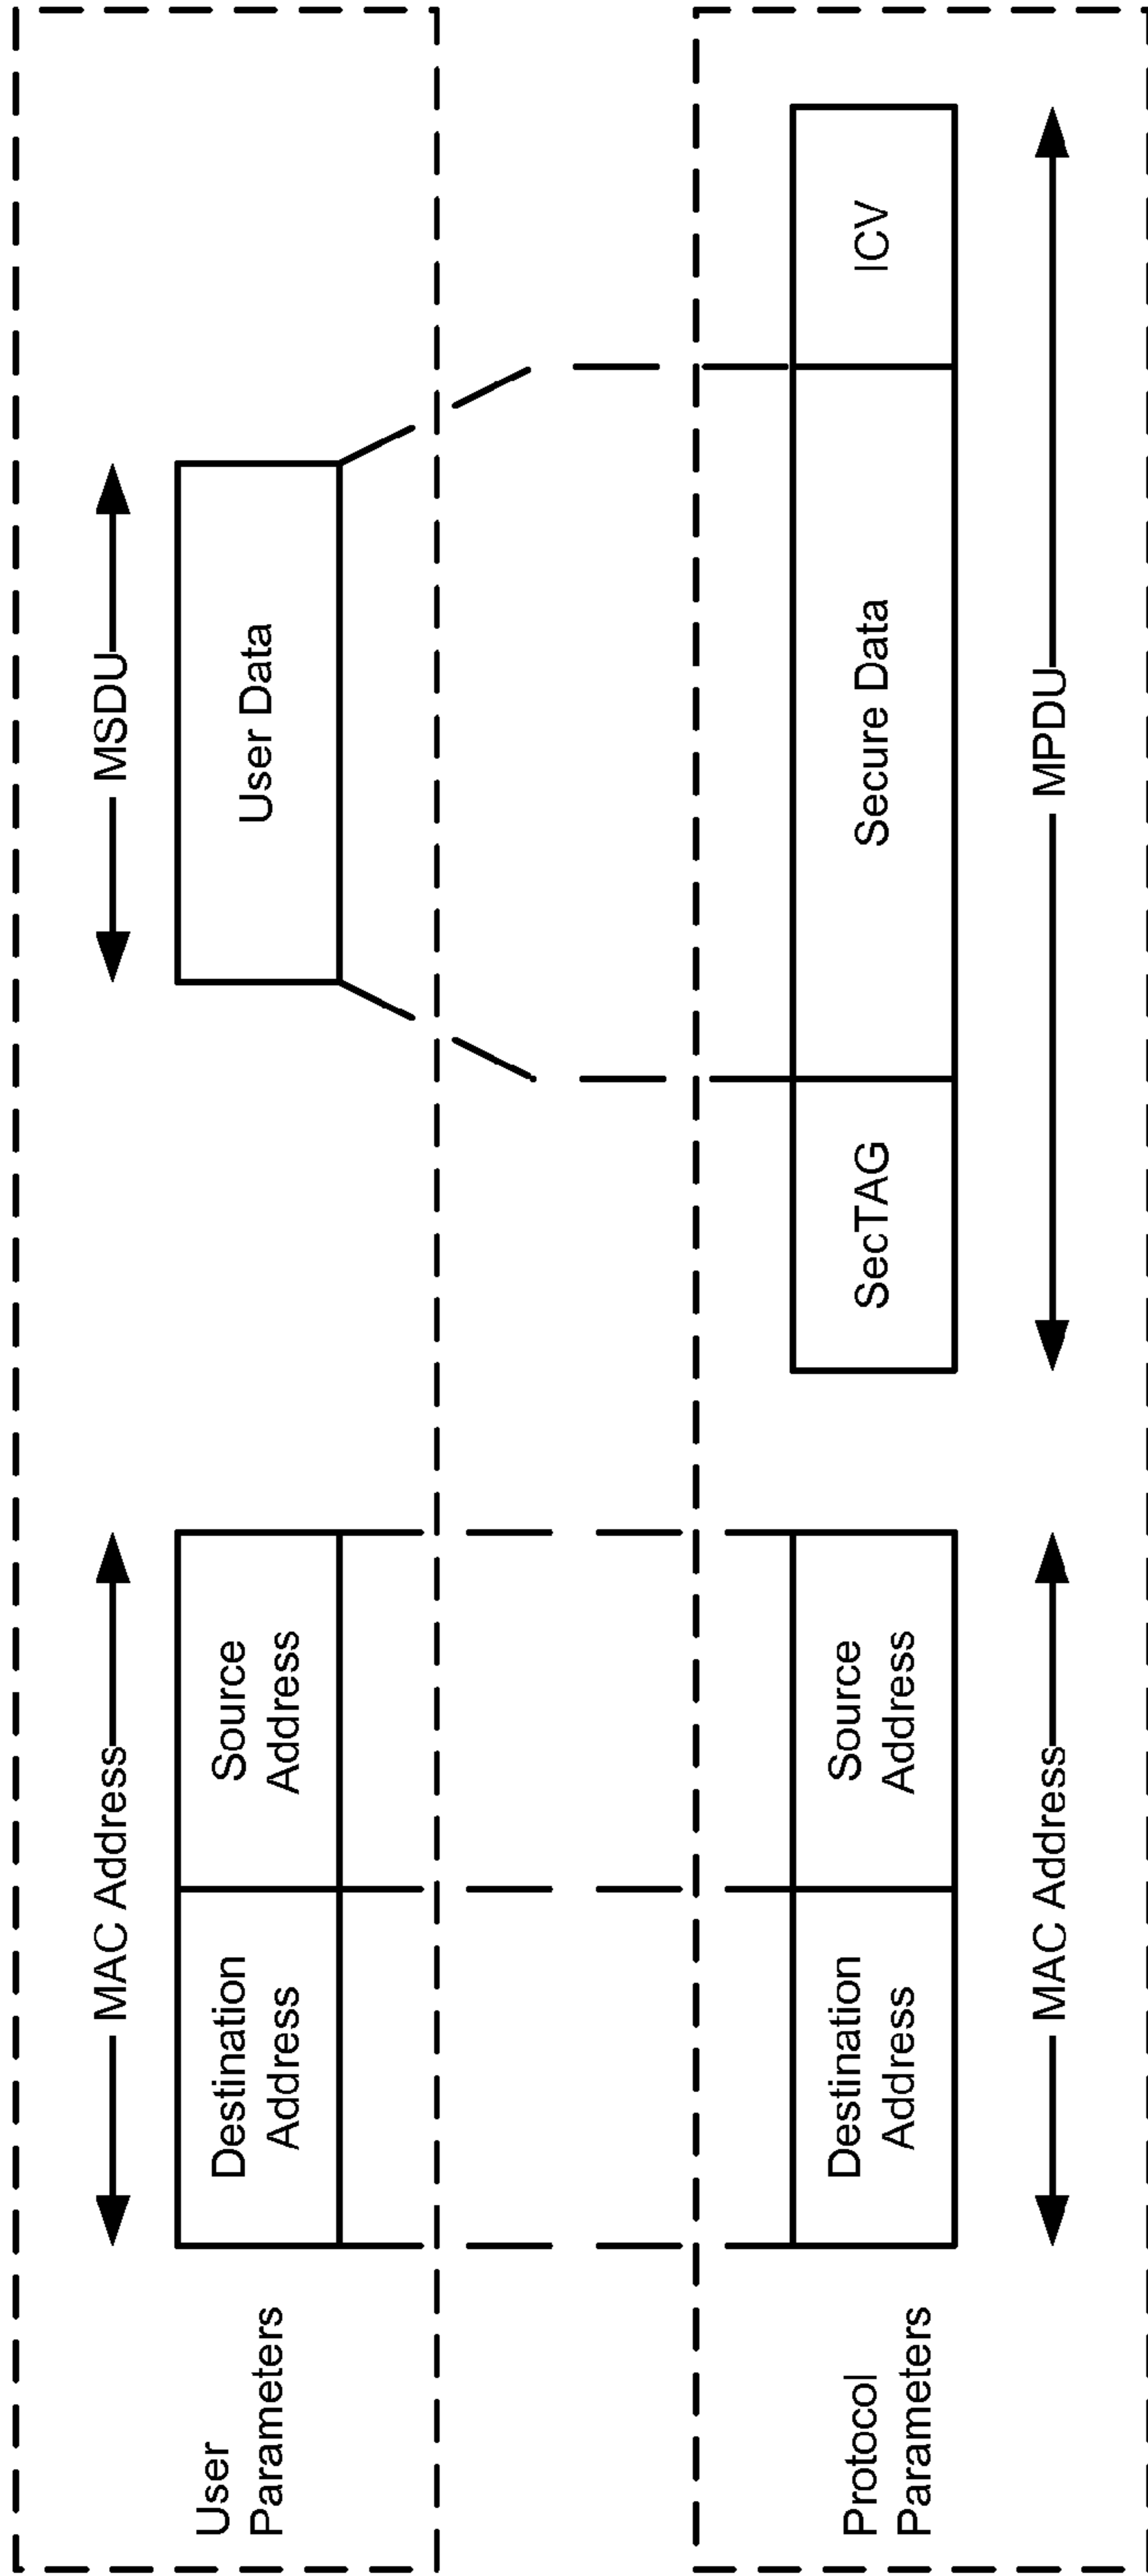 MAC Address
MSDU
User
Parameters
Destination
Address
Source
Address
User Data
Protocol
Parameters
Destination
Address
Source
Address
SecTAG
Secure Data
ICV
MAC Address
MPDU